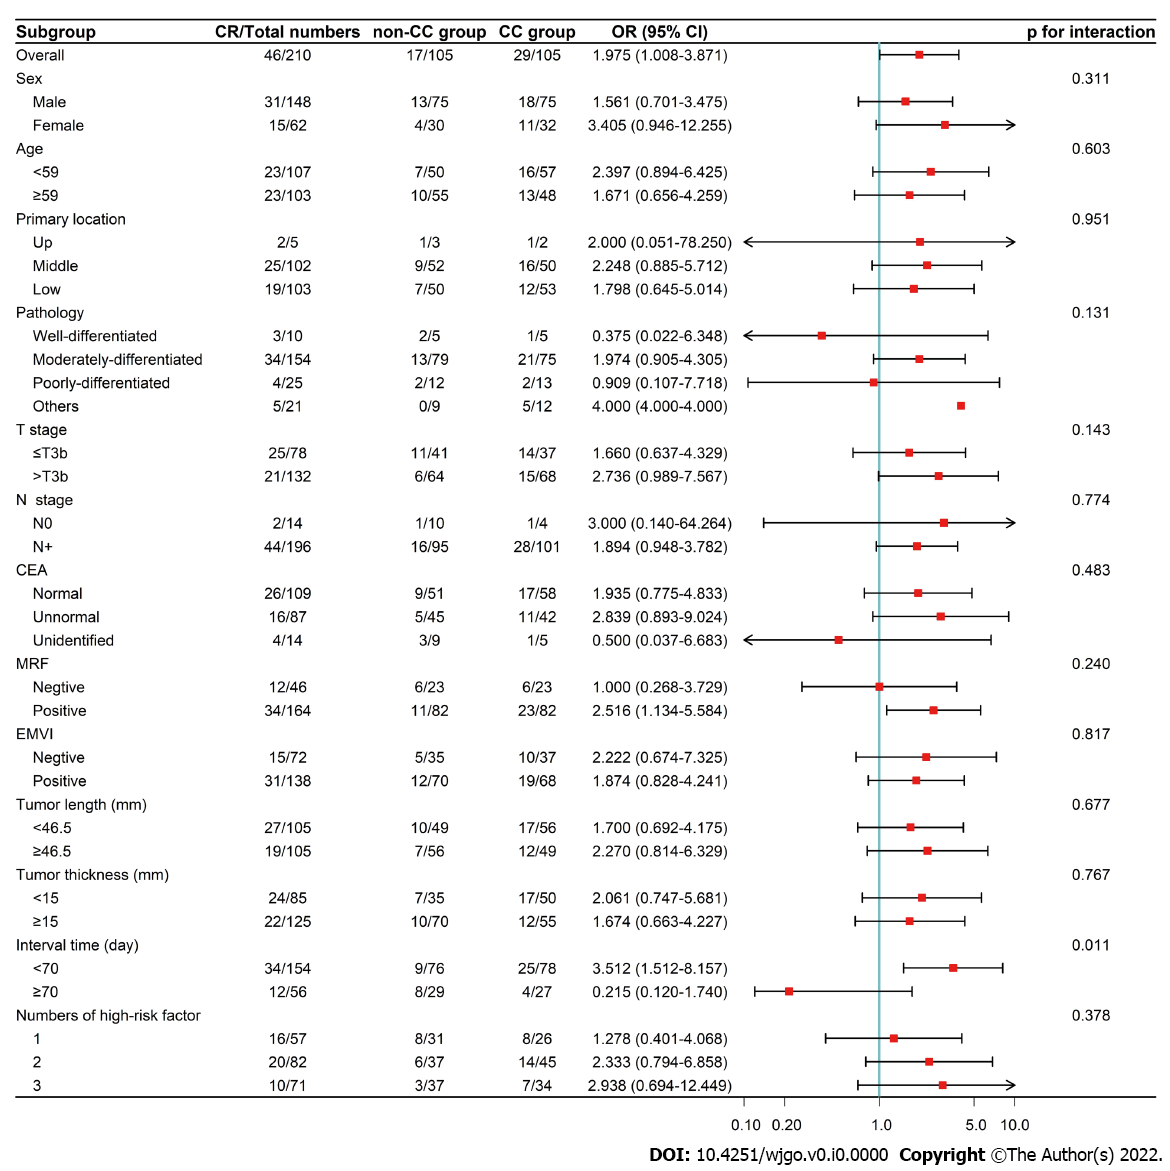 Subgroup CR/Total numbers non-CC group CC group OR (95% CI) p for interaction
Overall 46/210 17/105 29/105 1.975 (1.008-3.871)
Sex 0.311
Male 31/148 13/75 18/75 1.561 (0.701-3.475)
Female 15/62 4/30 11/32 3.405 (0.946-12.255)
Age 0.603
<59 23/107 7/50 16/57 2.397 (0.894-6.425)
≥59 23/103 10/55 13/48 1.671 (0.656-4.259)
Primary location 0.951
Up 2/5 1/3 1/2 2.000 (0.051-78.250)
Middle 25/102 9/52 16/50 2.248 (0.885-5.712)
Low 19/103 7/50 12/53 1.798 (0.645-5.014)
Pathology 0.131
Well-differentiated 3/10 2/5 1/5 0.375 (0.022-6.348)
Moderately-differentiated 34/154 13/79 21/75 1.974 (0.905-4.305)
Poorly-differentiated 4/25 2/12 2/13 0.909 (0.107-7.718)
Others 5/21 0/9 5/12 4.000 (4.000-4.000)
T stage 0.143
≤T3b 25/78 11/41 14/37 1.660 (0.637-4.329)
>T3b 21/132 6/64 15/68 2.736 (0.989-7.567)
N stage 0.774
N0 2/14 1/10 1/4 3.000 (0.140-64.264)
N+ 44/196 16/95 28/101 1.894 (0.948-3.782)
CEA 0.483
Normal 26/109 9/51 17/58 1.935 (0.775-4.833)
Unnormal 16/87 5/45 11/42 2.839 (0.893-9.024)
Unidentified 4/14 3/9 1/5 0.500 (0.037-6.683)
MRF 0.240
Negtive 12/46 6/23 6/23 1.000 (0.268-3.729)
Positive 34/164 11/82 23/82 2.516 (1.134-5.584)
EMVI 0.817
Negtive 15/72 5/35 10/37 2.222 (0.674-7.325)
Positive 31/138 12/70 19/68 1.874 (0.828-4.241)
Tumor length (mm) 0.677
<46.5 27/105 10/49 17/56 1.700 (0.692-4.175)
≥46.5 19/105 7/56 12/49 2.270 (0.814-6.329)
Tumor thickness (mm) 0.767
<15 24/85 7/35 17/50 2.061 (0.747-5.681)
≥15 22/125 10/70 12/55 1.674 (0.663-4.227)
Interval time (day) 0.011
<70 34/154 9/76 25/78 3.512 (1.512-8.157)
≥70 12/56 8/29 4/27 0.215 (0.120-1.740)
Numbers of high-risk factor 0.378
1 16/57 8/31 8/26 1.278 (0.401-4.068)
2 20/82 6/37 14/45 2.333 (0.794-6.858)
3 10/71 3/37 7/34 2.938 (0.694-12.449)
0.10 0.20 1.0 5.0 10.0
DOI: 10.4251/wjgo.v0.i0.0000 Copyright ©The Author(s) 2022.